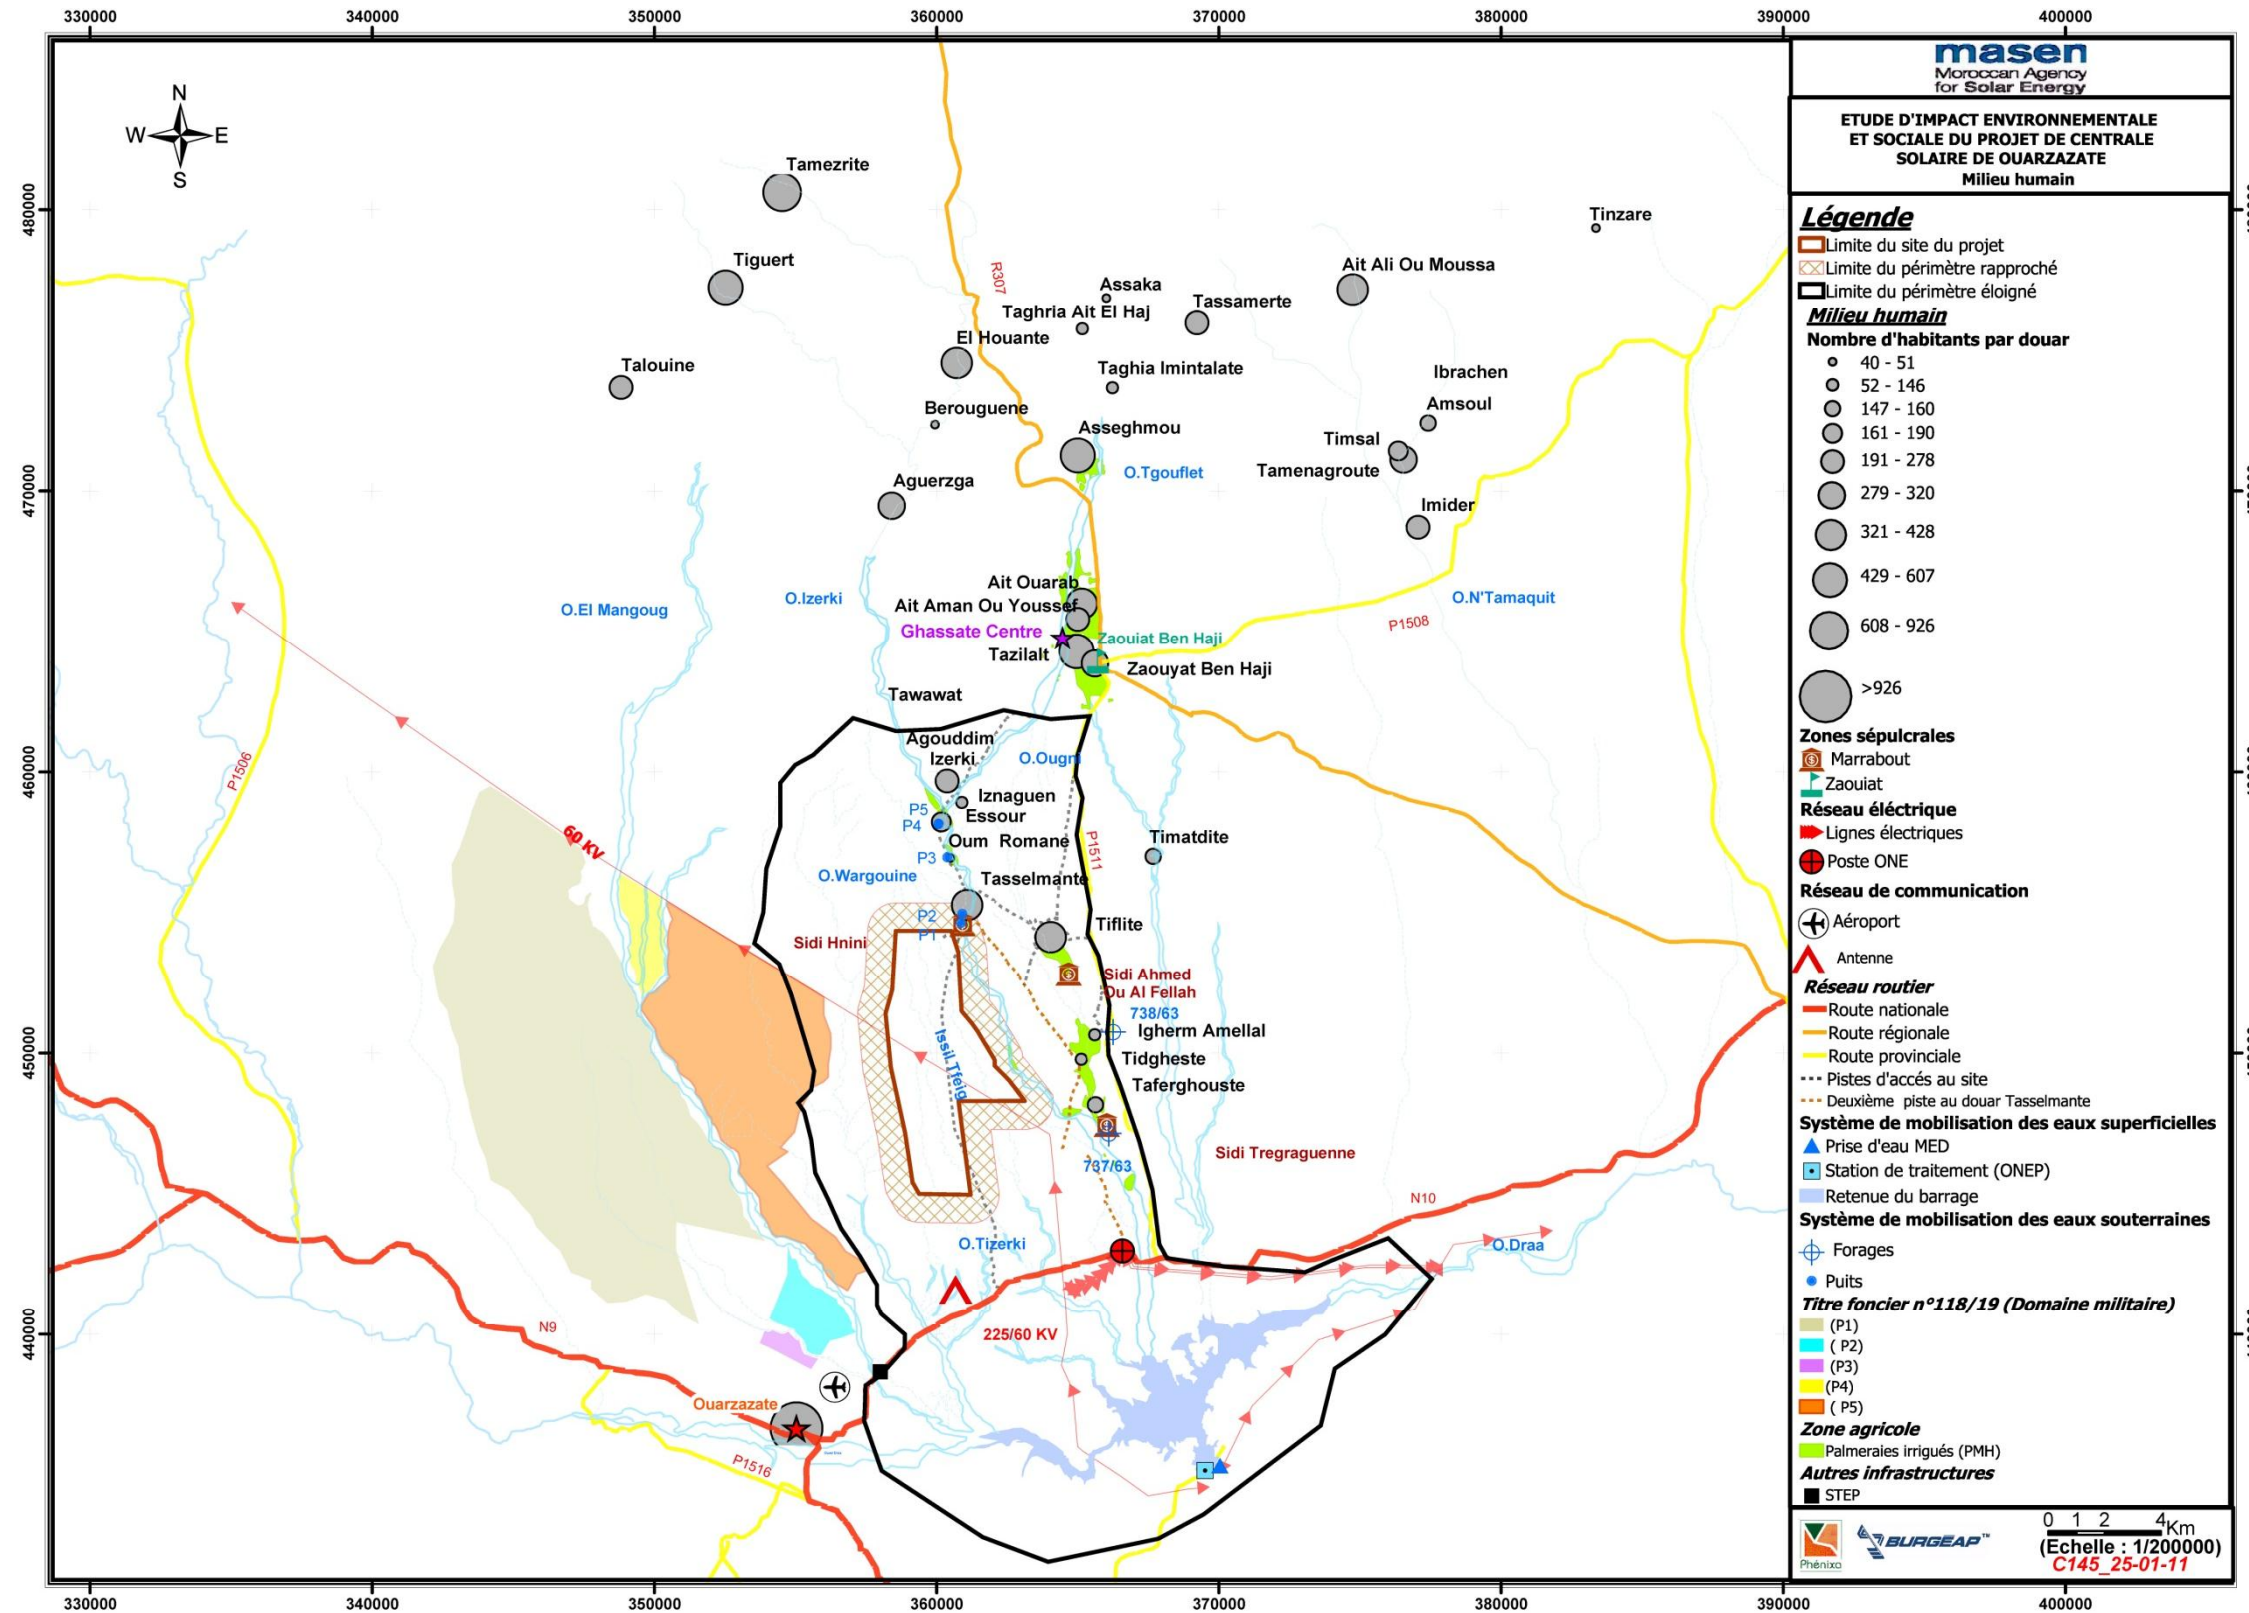 330000 340000 350000 360000 370000 380000 390000 400000
masen
Moroccan Agency
for Solar Energy
ETUDE D'IMPACT ENVIRONNEMENTALE
ET SOCIALE DU PROJET DE CENTRALE
SOLAIRE DE OUARZAZATE
Milieu humain
Légende
Limite du site du projet
Limite du périmètre rapproché
Limite du périmètre éloigné
Milieu humain
Nombre d'habitants par douar
40 - 51
52 - 146
147 - 160
161 - 190
191 - 278
279 - 320
321 - 428
429 - 607
608 - 926
>926
Zones sépulcrales
Marrabout
Zaouiat
Réseau éléctrique
Lignes électriques
Poste ONE
Réseau de communication
Aéroport
Antenne
Réseau routier
Route nationale
Route régionale
Route provinciale
Pistes d'accés au site
Deuxième piste au douar Tasselmante
Système de mobilisation des eaux superficielles
Prise d'eau MED
Station de traitement (ONEP)
Retenue du barrage
Système de mobilisation des eaux souterraines
Forages
Puits
Titre foncier n°118/19 (Domaine militaire)
(P1)
( P2)
(P3)
(P4)
( P5)
Zone agricole
Palmeraies irrigués (PMH)
Autres infrastructures
STEP
Phénixa
BURGEAP™
0 1 2 4 Km
(Echelle : 1/200000)
C145_25-01-11
N
W E
S
480000
470000
460000
450000
440000
Tamezrite
Tiguert
Talouine
Tinzare
Ait Ali Ou Moussa
R307
Assaka
Taghria Ait El Haj
Tassamerte
El Houante
Taghia Imintalate
Ibrachen
Berouguene
Amsoul
Asseghmou
Timsal
Tamenagroute
O.Tgouflet
Aguerzga
Imider
Ait Ouarab
O.El Mangoug
O.Izerki
Ait Aman Ou Youssef
O.N'Tamaquit
Ghassate Centre
Zaouiat Ben Haji
P1508
Tazilalt
Zaouyat Ben Haji
Tawawat
Agouddim
Izerki
O.Ougni
P1506
Iznaguen
P5
Essour
P4
60 KV
Oum Romane
P3
P1511
Timatdite
O.Wargouine
Tasselmante
P2
Tiflite
P1
Sidi Hnini
Sidi Ahmed
Ou Al Fellah
738/63
Igherm Amellal
Issil.Tfeig
Tidgheste
Taferghouste
Sidi Tregraguenne
737/63
N10
O.Tizerki
O.Draa
N9
225/60 KV
Ouarzazate
P1516
330000 340000 350000 360000 370000 380000 390000 400000